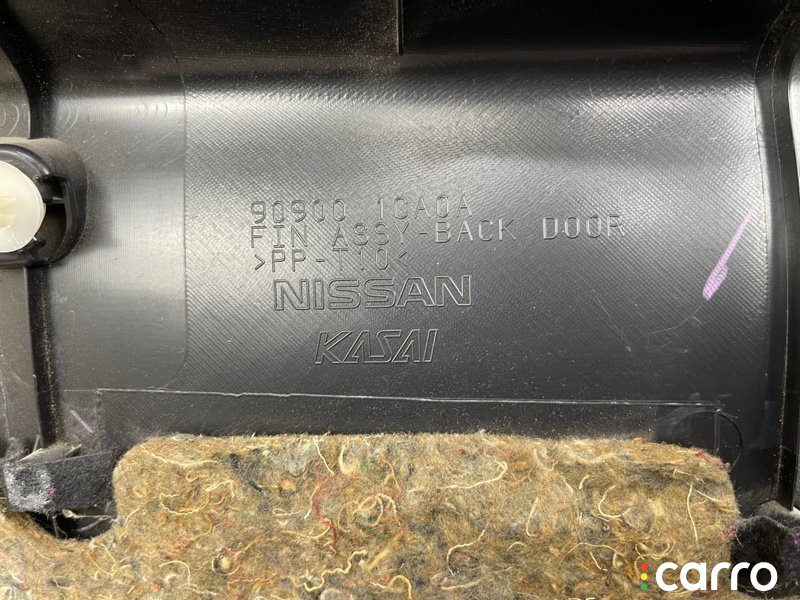 90900 1CA0A
FIN ASSY-BACK DOOR
>PP-T10<
NISSAN
KASAI
carro